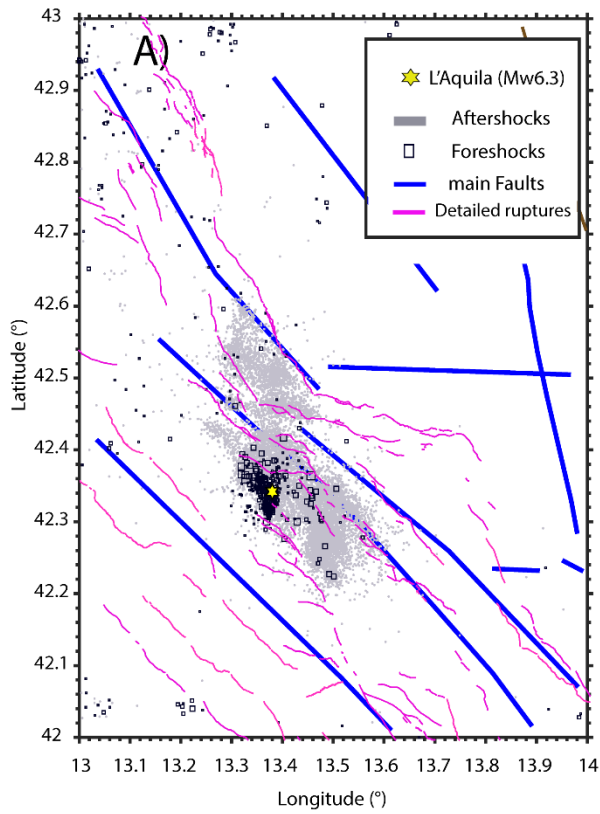 A)
L'Aquila (Mw6.3)
Aftershocks
Foreshocks
main Faults
Detailed ruptures
43
42.9
42.8
42.7
42.6
42.5
42.4
42.3
42.2
42.1
42
Latitude (°)
13 13.1 13.2 13.3 13.4 13.5 13.6 13.7 13.8 13.9 14
Longitude (°)